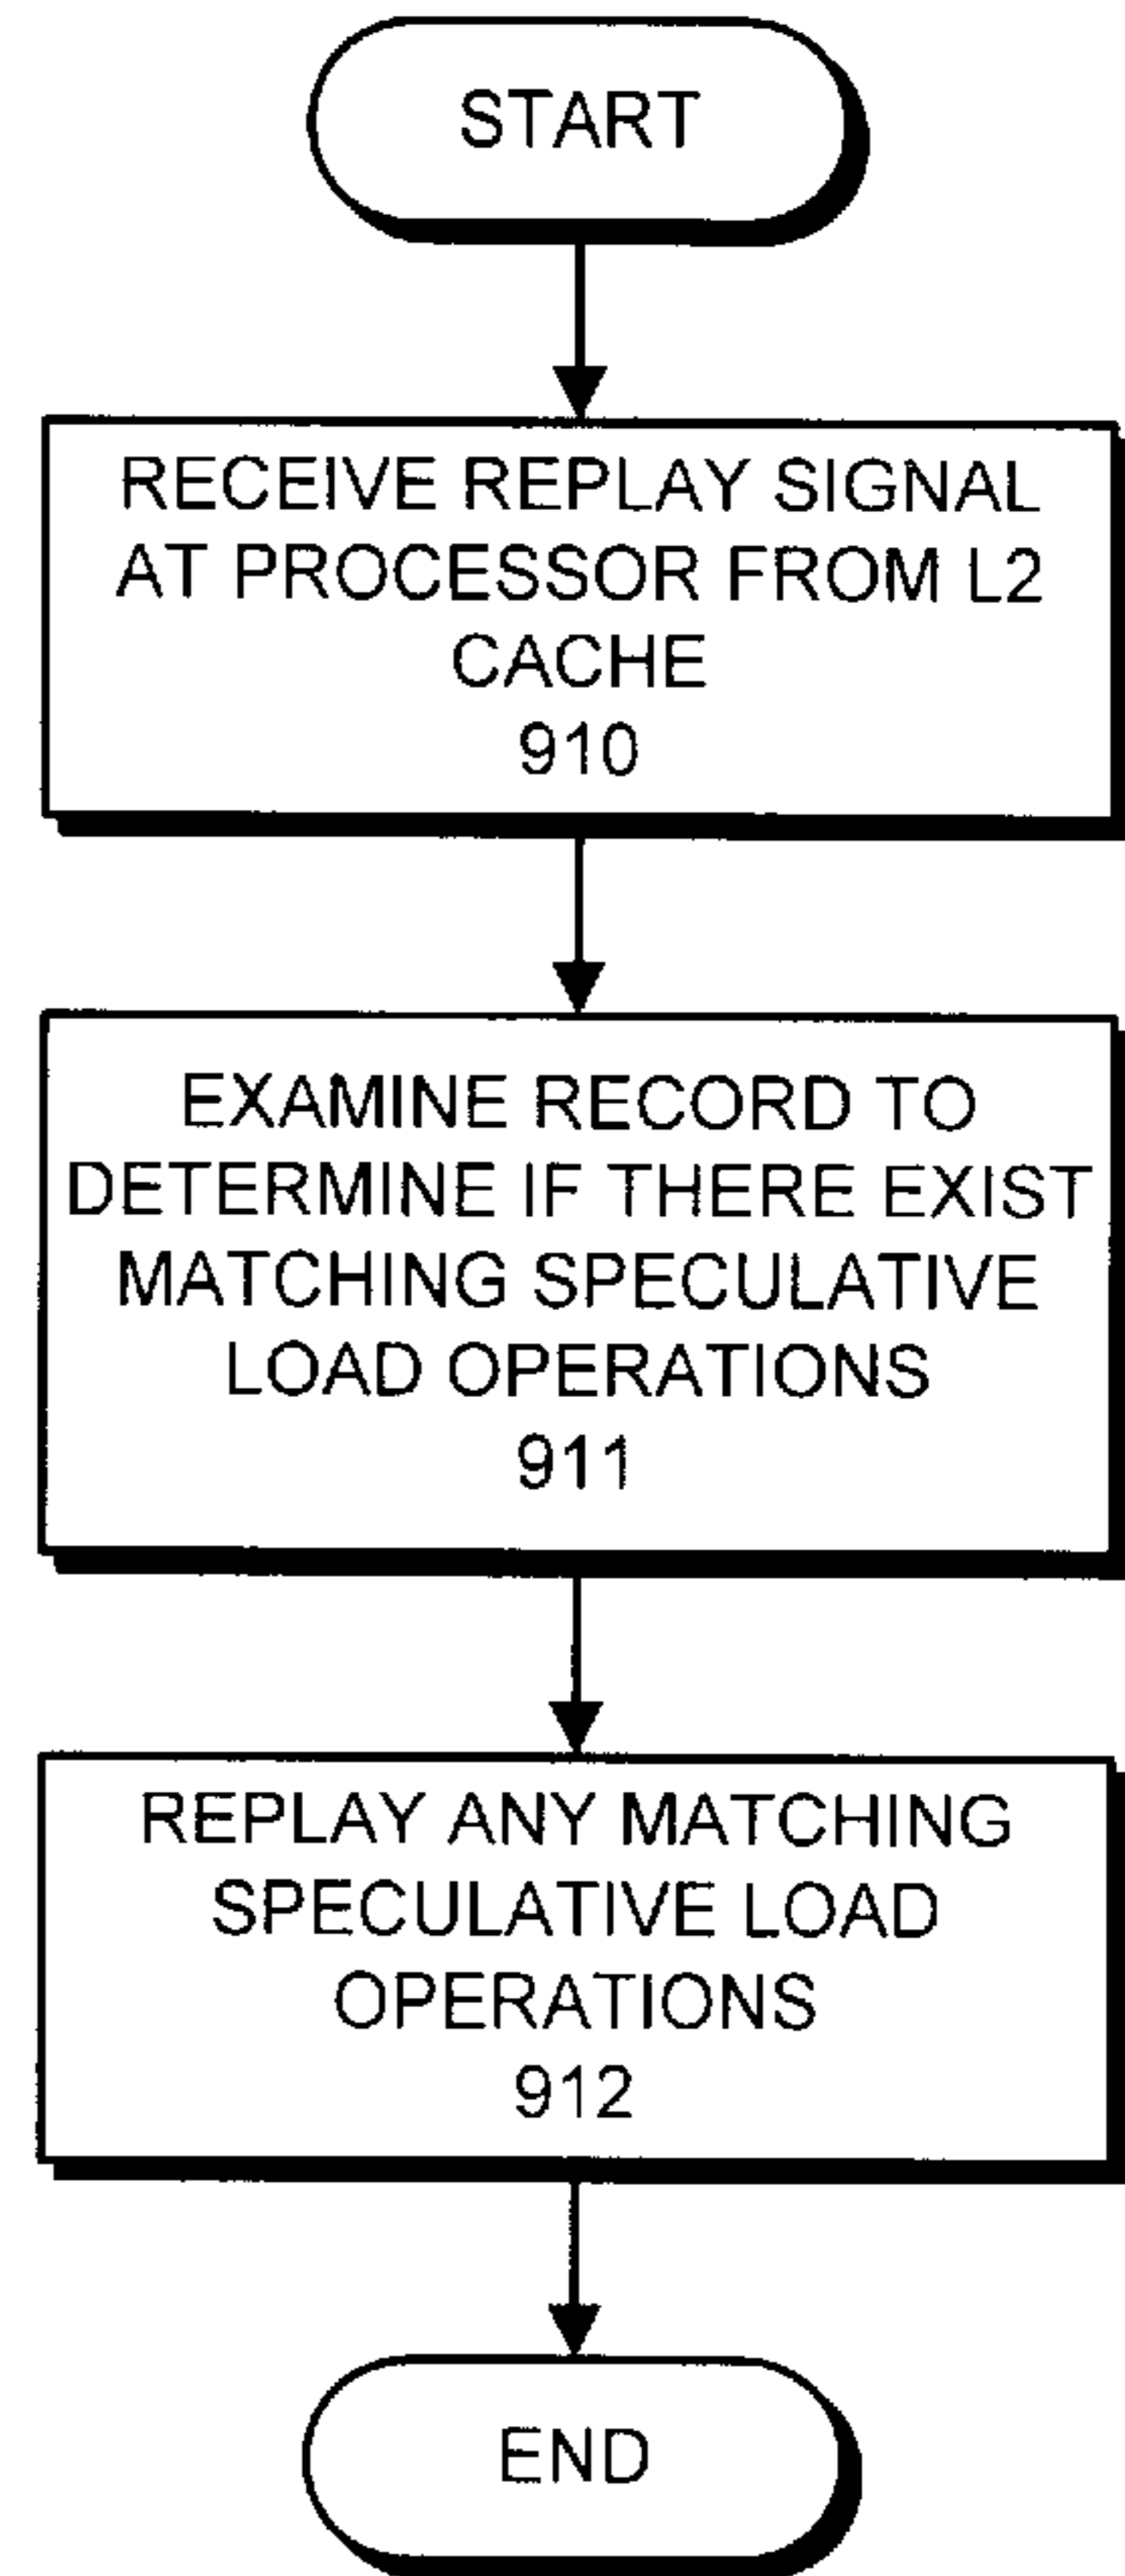 START
RECEIVE REPLAY SIGNAL
AT PROCESSOR FROM L2
CACHE
910
EXAMINE RECORD TO
DETERMINE IF THERE EXIST
MATCHING SPECULATIVE
LOAD OPERATIONS
911
REPLAY ANY MATCHING
SPECULATIVE LOAD
OPERATIONS
912
END